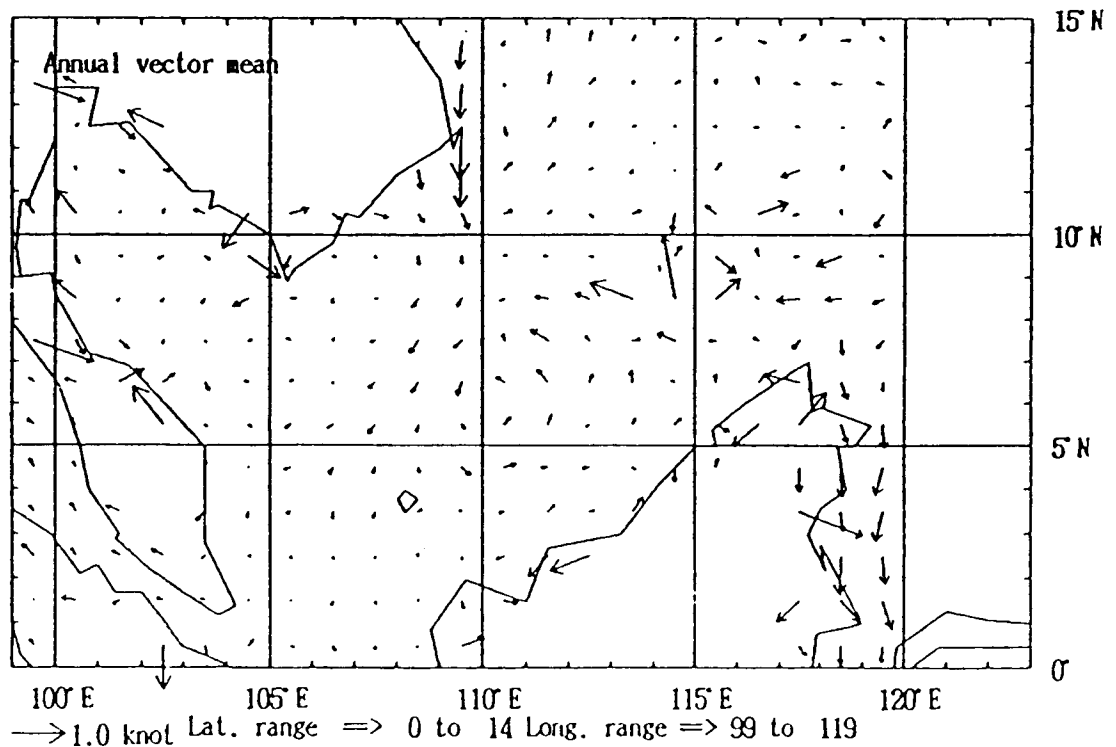 15° N
Annual vector mean
10° N
5° N
0°
100° E 105° E 110° E 115° E 120° E
1.0 knot Lat. range => 0 to 14 Long. range => 99 to 119